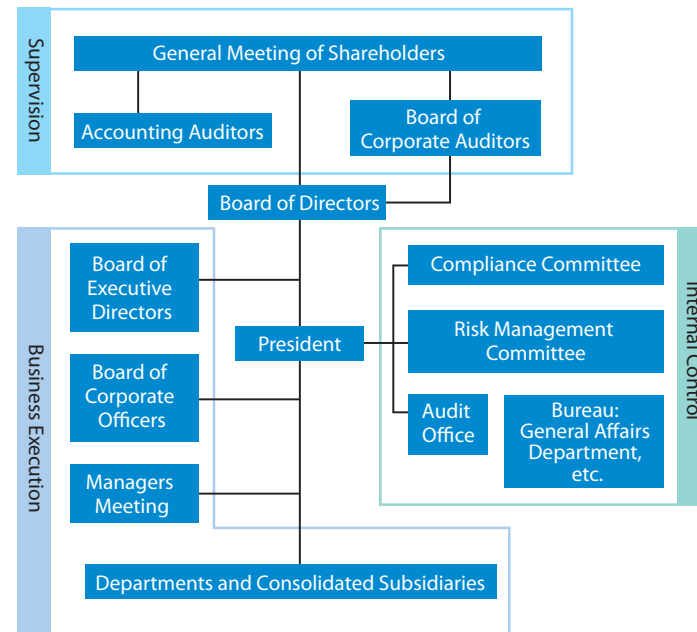 Supervision
General Meeting of Shareholders
Accounting Auditors
Board of
Corporate Auditors
Board of Directors
Business Execution
Board of
Executive
Directors
President
Board of
Corporate
Officers
Managers
Meeting
Departments and Consolidated Subsidiaries
Internal Control
Compliance Committee
Risk Management
Committee
Audit
Office
Bureau:
General Affairs
Department,
etc.